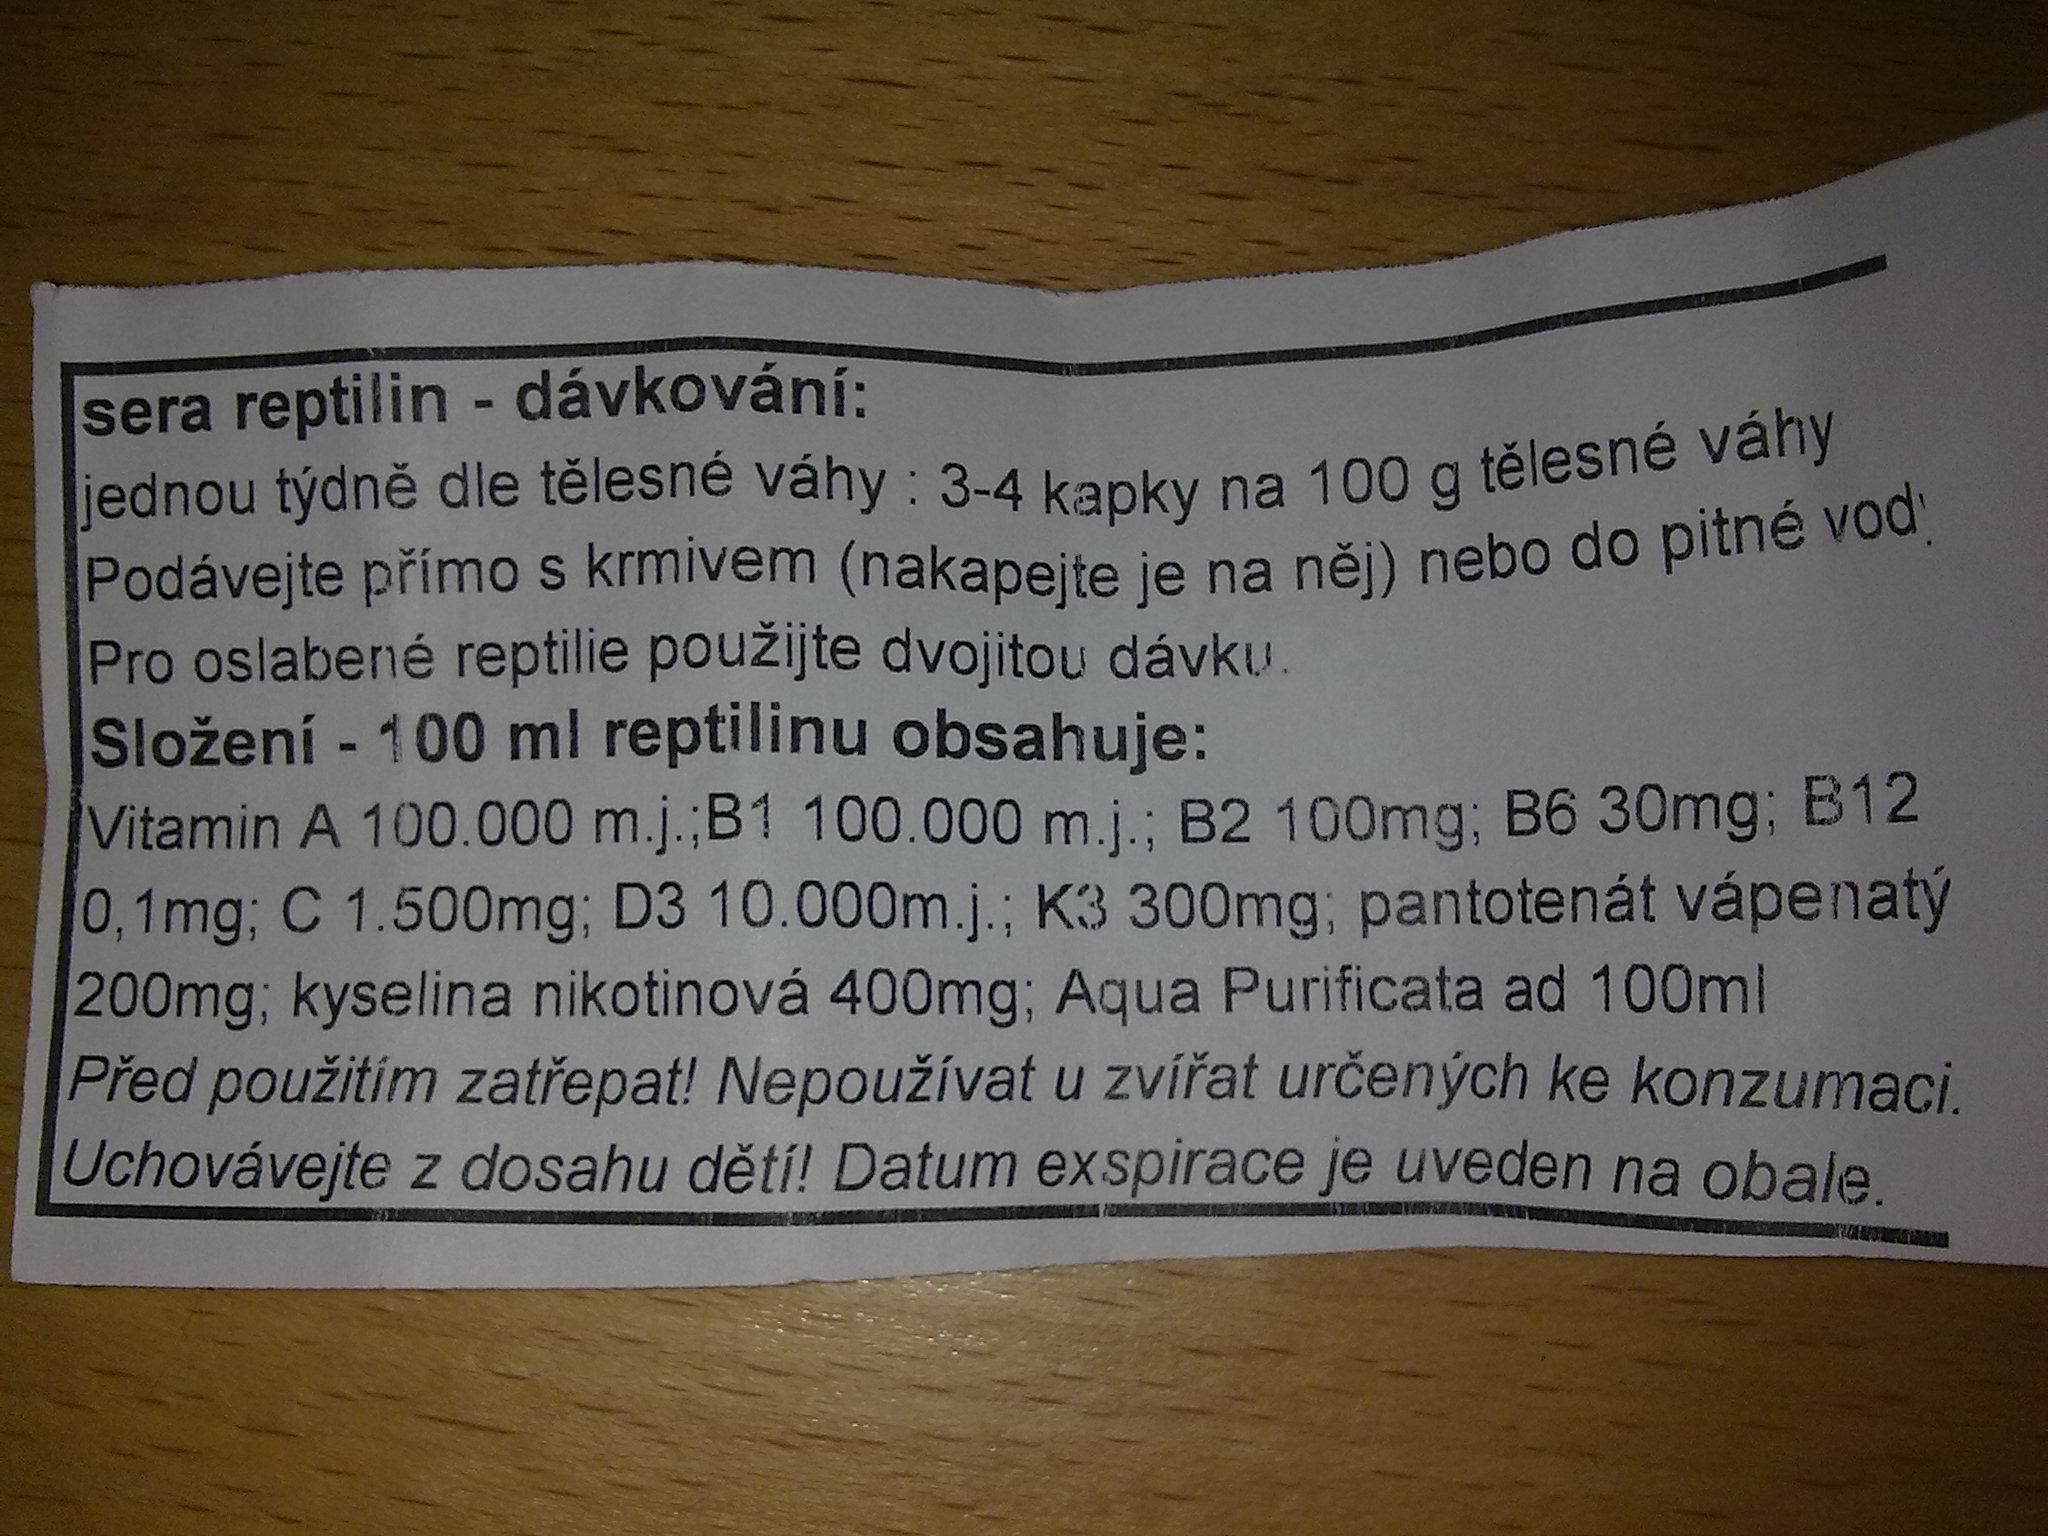 sera reptilin - dávkování:
jednou týdně dle tělesné váhy : 3-4 kapky na 100 g tělesné váhy
Podávejte přímo s krmivem (nakapejte je na něj) nebo do pitné vody.
Pro oslabené reptilie použijte dvojitou dávku.
Složení - 100 ml reptilinu obsahuje:
Vitamin A 100.000 m.j.;B1 100.000 m.j.; B2 100mg; B6 30mg; B12
0,1mg; C 1.500mg; D3 10.000m.j.; K3 300mg; pantotenát vápenatý
200mg; kyselina nikotinová 400mg; Aqua Purificata ad 100ml
Před použitím zatřepat! Nepoužívat u zvířat určených ke konzumaci.
Uchovávejte z dosahu dětí! Datum exspirace je uveden na obale.